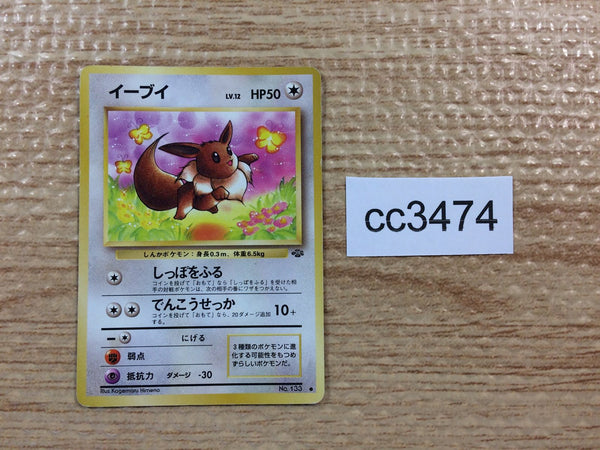 イーブイ LV.12 HP50
しんかポケモン：身長0.3m、体重6.5kg
しっぽをふる
コインを投げて「おもて」なら「しっぽをふる」を受けた相
手の対戦ポケモンは、次の相手の番にワザをつかえない。
でんこうせっか 10+
コインを投げて「おもて」なら、20ダメージ追加
する。
にげる
弱点
抵抗力 ダメージ -30
3種類のポケモンに進
化する可能性をもつめ
ずらしいポケモンだ。
Illus. Kagemaru Himeno No. 133 ●
cc3474